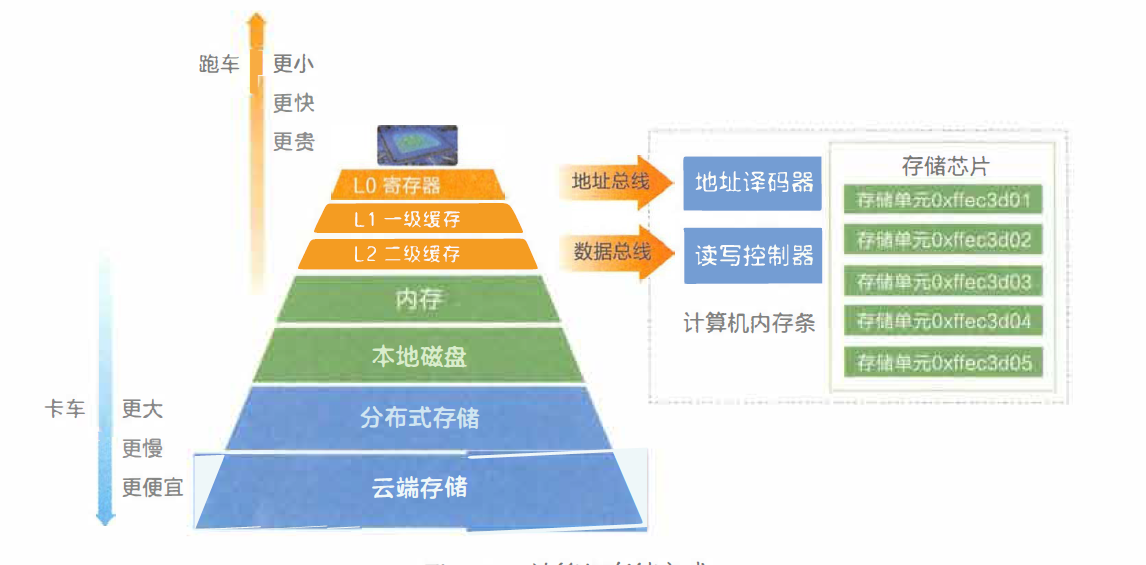 跑车
更小
更快
更贵
L0 寄存器
L1 一级缓存
L2 二级缓存
内存
本地磁盘
分布式存储
云端存储
卡车
更大
更慢
更便宜
地址总线
数据总线
地址译码器
读写控制器
计算机内存条
存储芯片
存储单元0xffec3d01
存储单元0xffec3d02
存储单元0xffec3d03
存储单元0xffec3d04
存储单元0xffec3d05